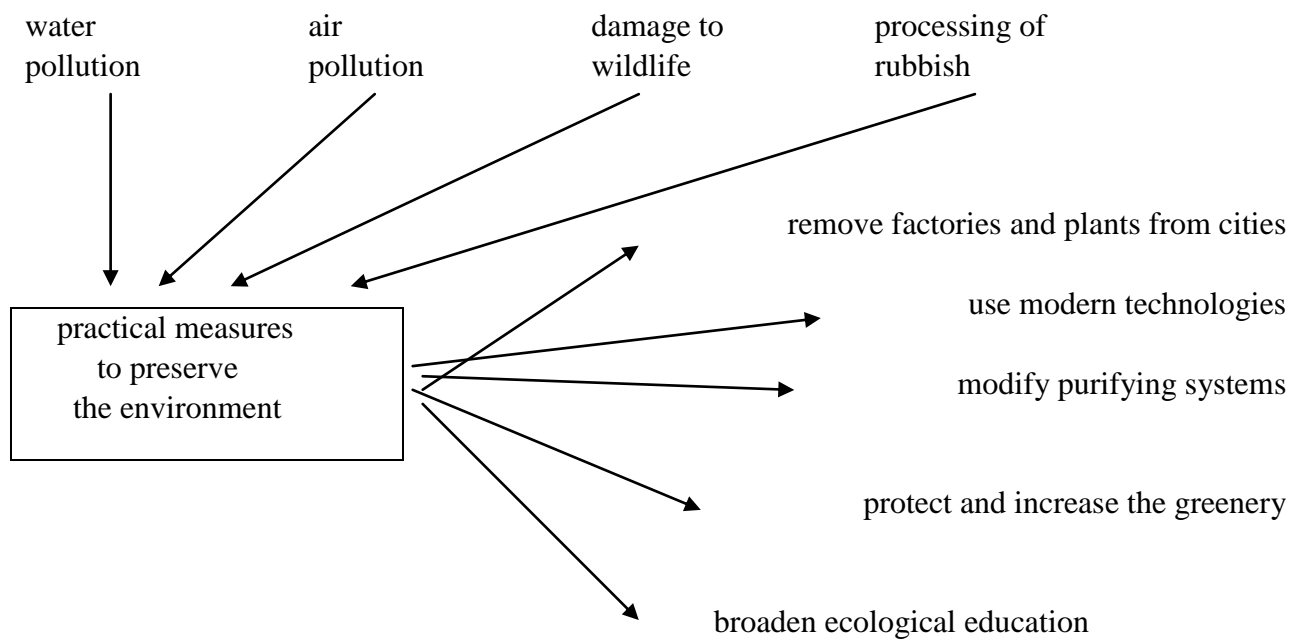 water
pollution
air
pollution
damage to
wildlife
processing of
rubbish
remove factories and plants from cities
use modern technologies
practical measures
to preserve
the environment
modify purifying systems
protect and increase the greenery
broaden ecological education